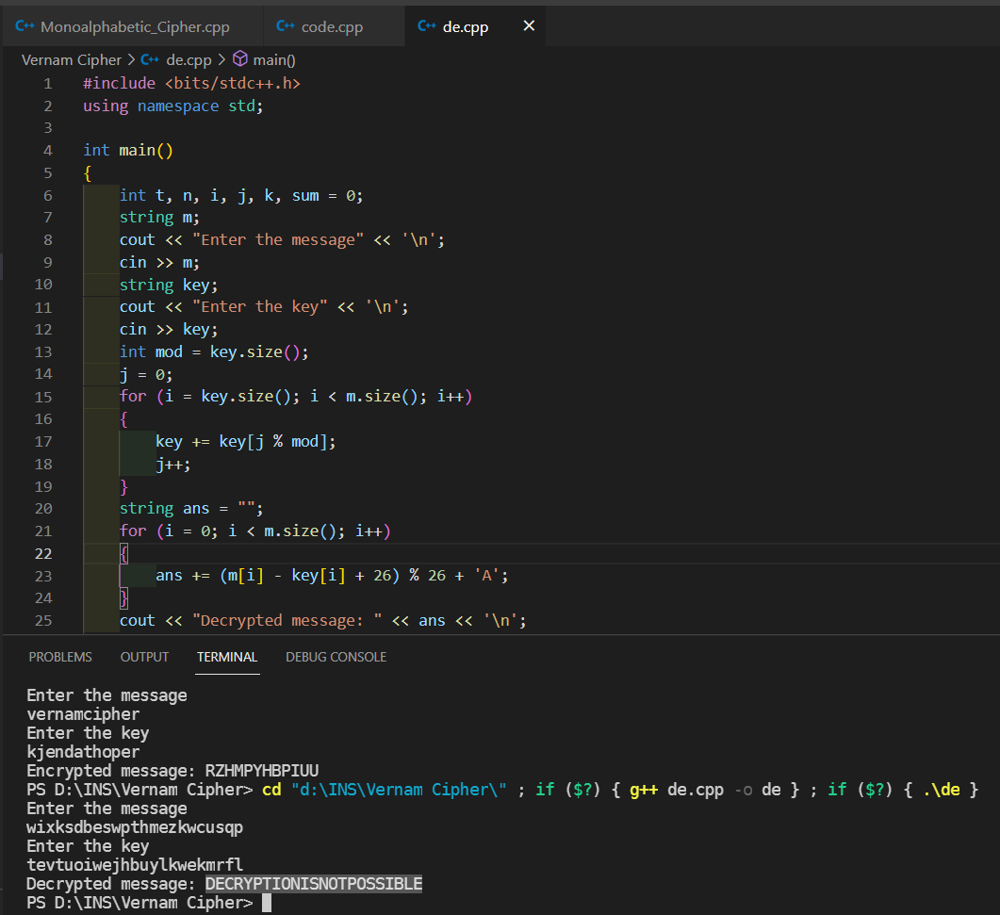 Monoalphabetic_Cipher.cpp code.cpp de.cpp
Vernam Cipher > de.cpp > main()
1 #include <bits/stdc++.h>
2 using namespace std;
3
4 int main()
5 {
6 int t, n, i, j, k, sum = 0;
7 string m;
8 cout << "Enter the message" << '\n';
9 cin >> m;
10 string key;
11 cout << "Enter the key" << '\n';
12 cin >> key;
13 int mod = key.size();
14 j = 0;
15 for (i = key.size(); i < m.size(); i++)
16 {
17 key += key[j % mod];
18 j++;
19 }
20 string ans = "";
21 for (i = 0; i < m.size(); i++)
22 {
23 ans += (m[i] - key[i] + 26) % 26 + 'A';
24 }
25 cout << "Decrypted message: " << ans << '\n';
PROBLEMS OUTPUT TERMINAL DEBUG CONSOLE
Enter the message
vernamcipher
Enter the key
kjendathoper
Encrypted message: RZHMPYHBPIUU
PS D:\INS\Vernam Cipher> cd "d:\INS\Vernam Cipher\" ; if ($?) { g++ de.cpp -o de } ; if ($?) { .\de }
Enter the message
wixksdbeswpthmezkwcusqp
Enter the key
tevtuoiwejhbuylkwekmrfl
Decrypted message: DECRYPTIONISNOTPOSSIBLE
PS D:\INS\Vernam Cipher>